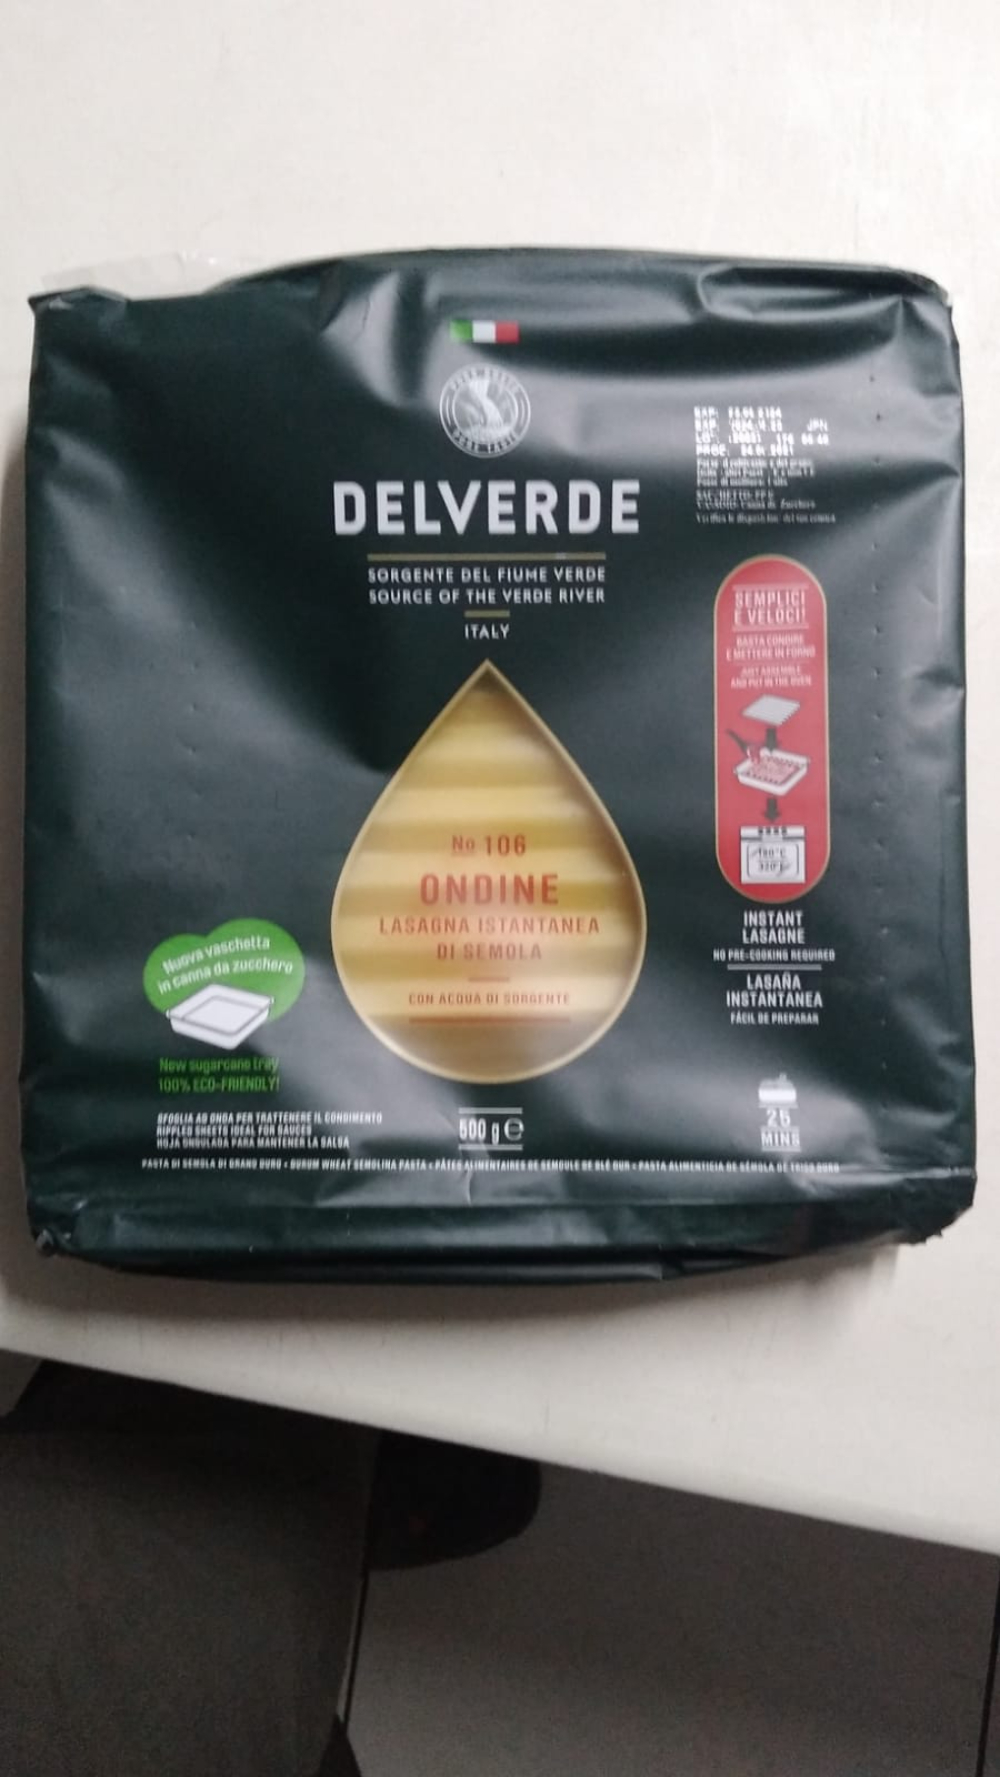 DELVERDE
SORGENTE DEL FIUME VERDE
SOURCE OF THE VERDE RIVER
ITALY
SEMPLICI
E VELOCI!
BASTA CONDIRE
E METTERE IN FORNO
JUST ASSEMBLE
AND PUT IN THE OVEN
180°C
No 106
ONDINE
LASAGNA ISTANTANEA
DI SEMOLA
CON ACQUA DI SORGENTE
INSTANT
LASAGNE
NO PRE-COOKING REQUIRED
LASAÑA
INSTANTANEA
FÁCIL DE PREPARAR
Nuova vaschetta
in canna da zucchero
New sugarcane tray
100% ECO-FRIENDLY!
SFOGLIA AD ONDA PER TRATTENERE IL CONDIMENTO
RIPPLED SHEETS IDEAL FOR SAUCES
HOJA ONDULADA PARA MANTENER LA SALSA
500 g e
25
MINS
PASTA DI SEMOLA DI GRANO DURO - DURUM WHEAT SEMOLINA PASTA - PÂTES ALIMENTAIRES DE SEMOULE DE BLÉ DUR - PASTA ALIMENTICIA DE SÉMOLA DE TRIGO DURO